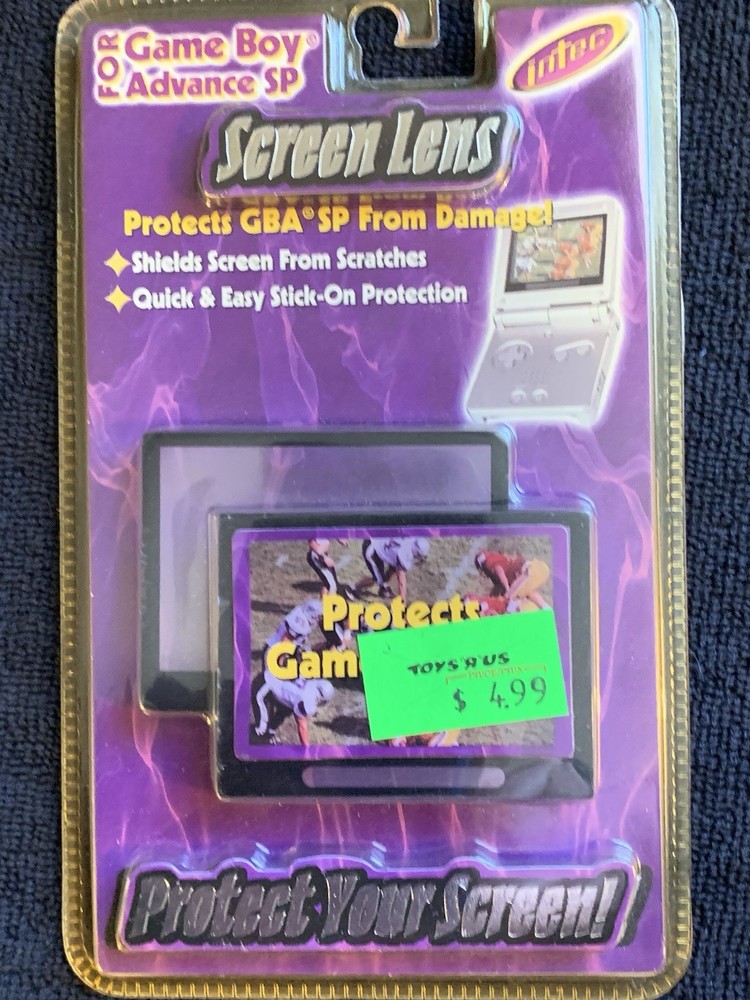 FOR
Game Boy®
Advance SP
intec
Screen Lens
Protects GBA® SP From Damage!
Shields Screen From Scratches
Quick & Easy Stick-On Protection
Protects
Gam
TOYS "R" US
$ 4.99
Protect Your Screen!